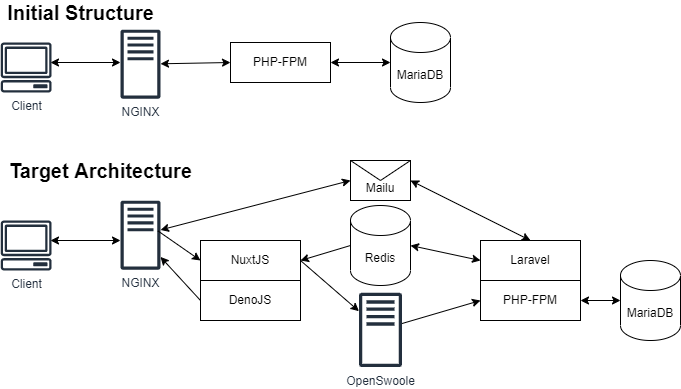 Initial Structure
Client
NGINX
PHP-FPM
MariaDB
Target Architecture
Client
NGINX
Mailu
NuxtJS
DenoJS
Redis
OpenSwoole
Laravel
PHP-FPM
MariaDB